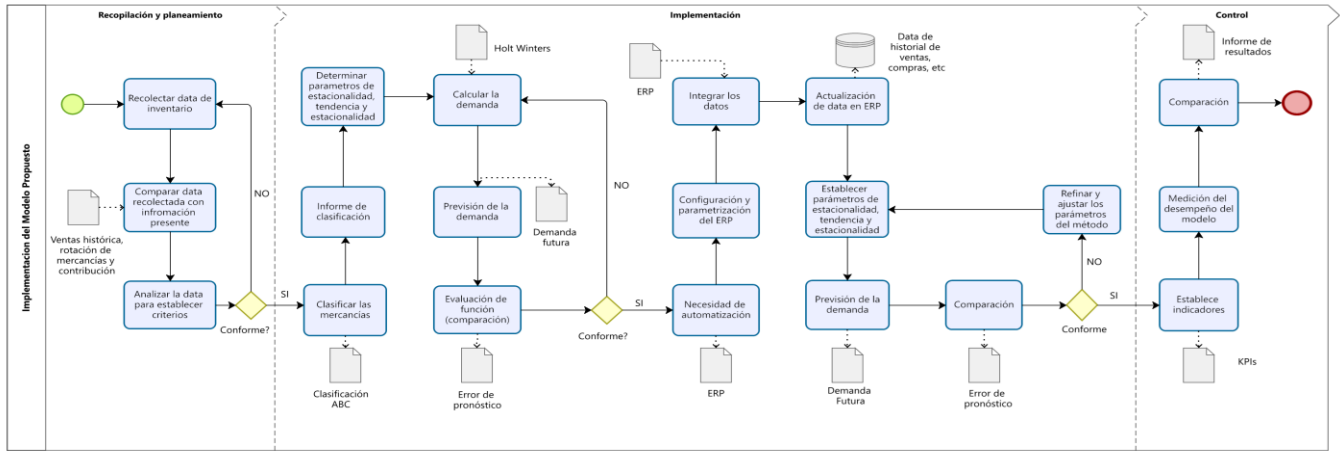 Implementacion del Modelo Propuesto
Recopilación y planeamiento
Recolectar data de
inventario
Comparar data
recolectada con
infromación
presente
Ventas histórica,
rotación de
mercancías y
contribución
Analizar la data
para establecer
criterios
NO
Conforme?
SI
Implementación
Clasificar las
mercancías
Clasificación
ABC
Informe de
clasificación
Determinar
parametros de
estacionalidad,
tendencia y
estacionalidad
Holt Winters
Calcular la
demanda
Previsión de la
demanda
Demanda
futura
Evaluación de
función
(comparación)
Error de
pronóstico
NO
Conforme?
SI
Necesidad de
automatización
ERP
Configuración y
parametrización
del ERP
ERP
Integrar los
datos
Data de
historial de
ventas,
compras, etc
Actualización
de data en ERP
Establecer
parámetros de
estacionalidad,
tendencia y
estacionalidad
Previsión de la
demanda
Demanda
Futura
Comparación
Error de
pronóstico
Refinar y
ajustar los
parámetros
del método
NO
Conforme
SI
Control
Establece
indicadores
KPIs
Medición del
desempeño del
modelo
Comparación
Informe de
resultados